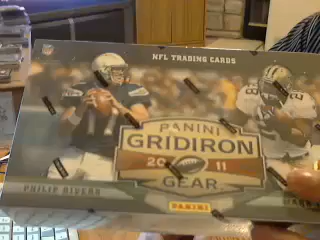 NFL TRADING CARDS
PANINI
GRIDIRON
20 11
GEAR
PHILIP RIVERS
PANINI